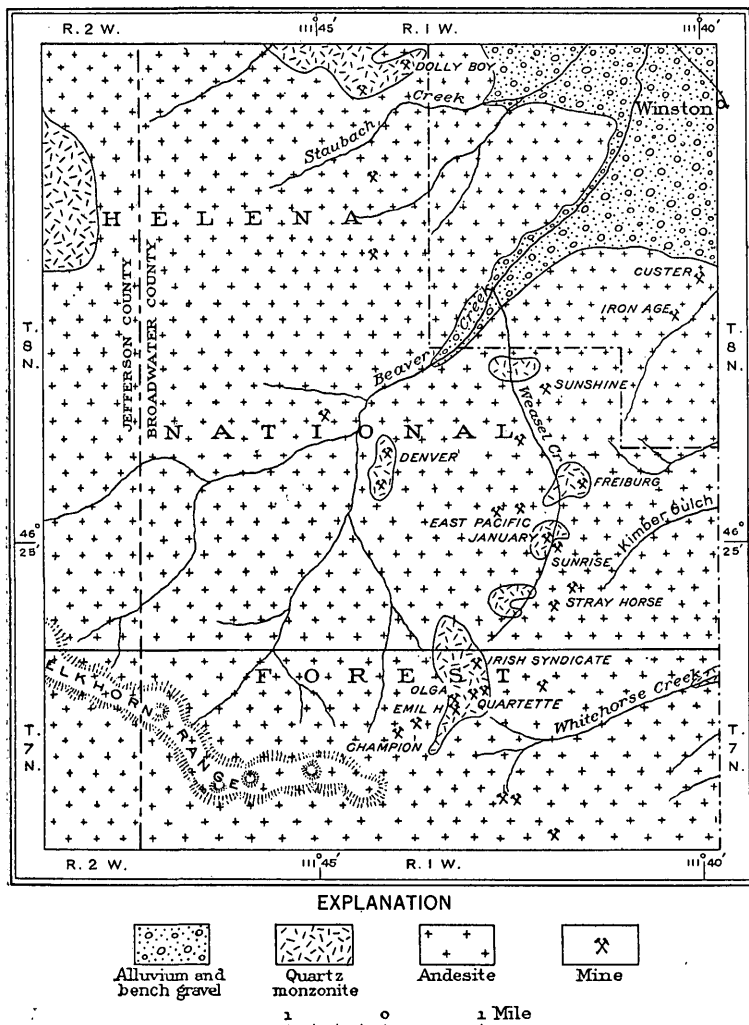 R. 2 W.
111° 45'
R. 1 W.
111° 40'
DOLLY BOY
Creek
Staubach
Winston
HELENA
CUSTER
IRON AGE
T. 8 N.
JEFFERSON COUNTY
BROADWATER COUNTY
T. 8 N.
Beaver Creek
SUNSHINE
Weasel Cr
NATIONAL
DENVER
FREIBURG
EAST PACIFIC
JANUARY
Kimber Gulch
46° 25'
46° 25'
SUNRISE
STRAY HORSE
IRISH SYNDICATE
FOREST
ELKHORN RANGE
OLGA
QUARTETTE
EMIL H
Whitehorse Creek
T. 7 N.
T. 7 N.
CHAMPION
R. 2 W.
111° 45'
R. 1 W.
111° 40'
EXPLANATION
Alluvium and bench gravel
Quartz monzonite
Andesite
Mine
1 0 1 Mile